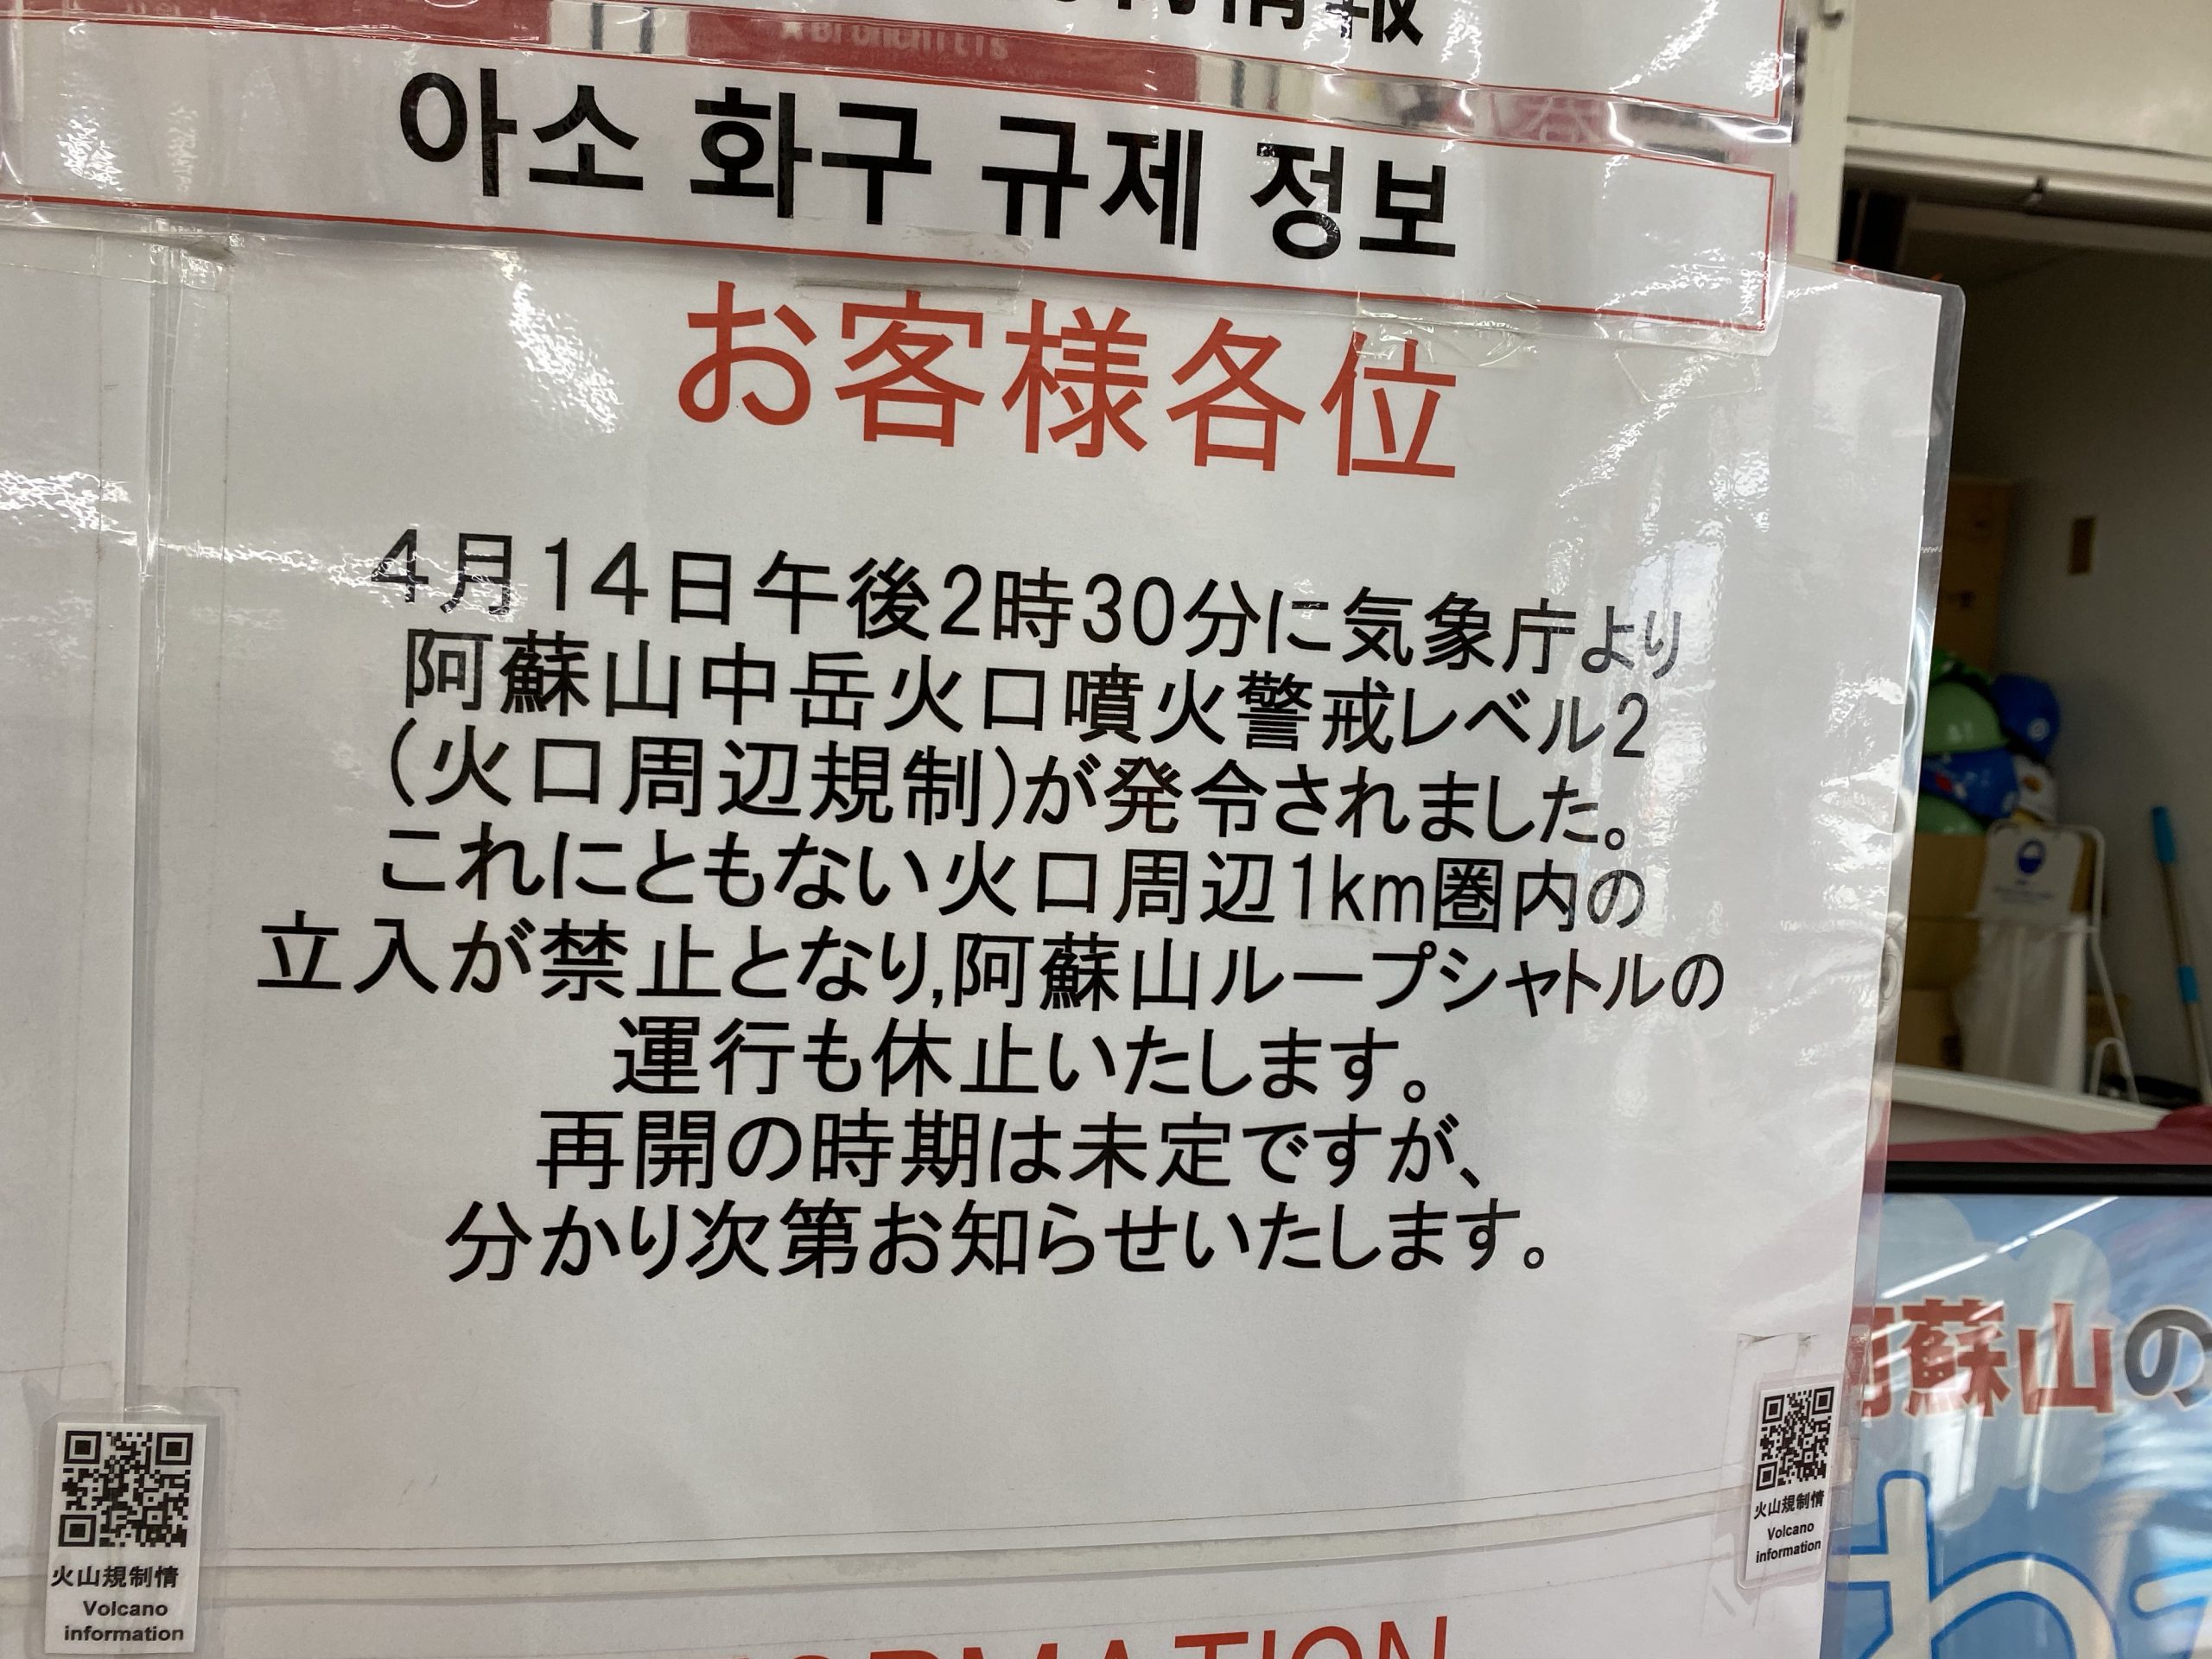 情報
아소 화구 규제 정보
お客様各位
4月14日午後2時30分に気象庁より
阿蘇山中岳火口噴火警戒レベル2
(火口周辺規制)が発令されました。
これにともない火口周辺1km圏内の
立入が禁止となり,阿蘇山ループシャトルの
運行も休止いたします。
再開の時期は未定ですが、
分かり次第お知らせいたします。
火山規制情
Volcano
information
火山規制情
Volcano
information
蘇山の
わ